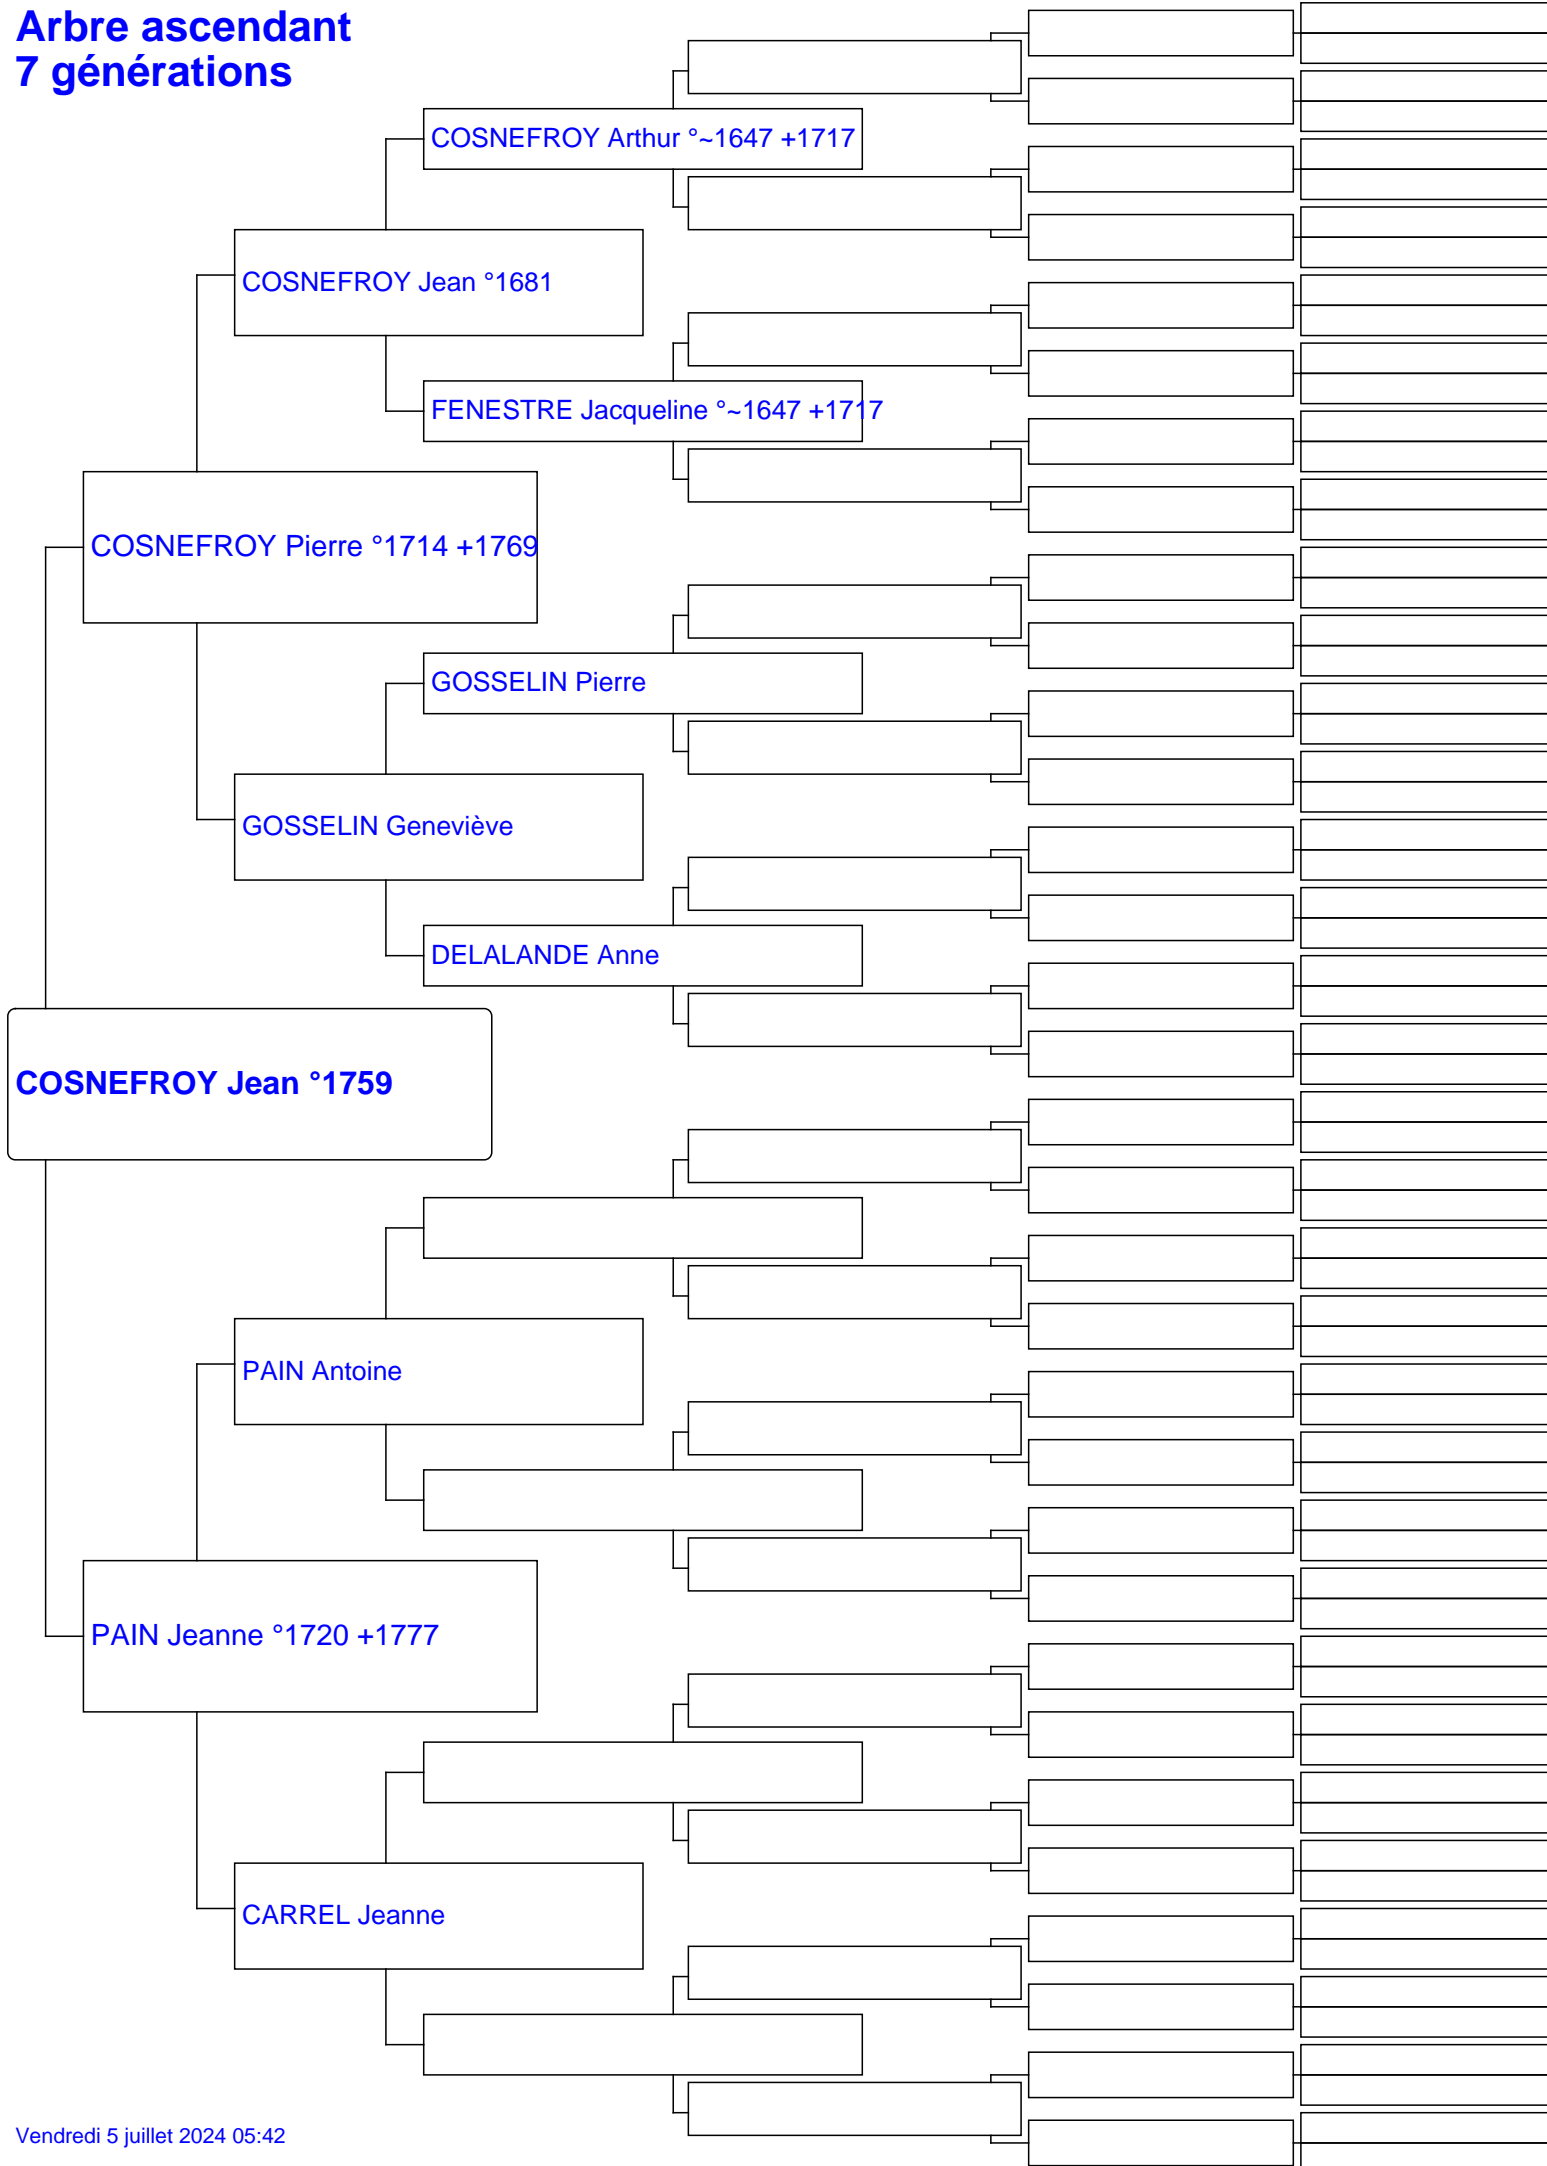 Arbre ascendant
7 générations
COSNEFROY Arthur °~1647 +1717
COSNEFROY Jean °1681
FENESTRE Jacqueline °~1647 +1717
COSNEFROY Pierre °1714 +1769
GOSSELIN Pierre
GOSSELIN Geneviève
DELALANDE Anne
COSNEFROY Jean °1759
PAIN Antoine
PAIN Jeanne °1720 +1777
CARREL Jeanne
Vendredi 5 juillet 2024 05:42